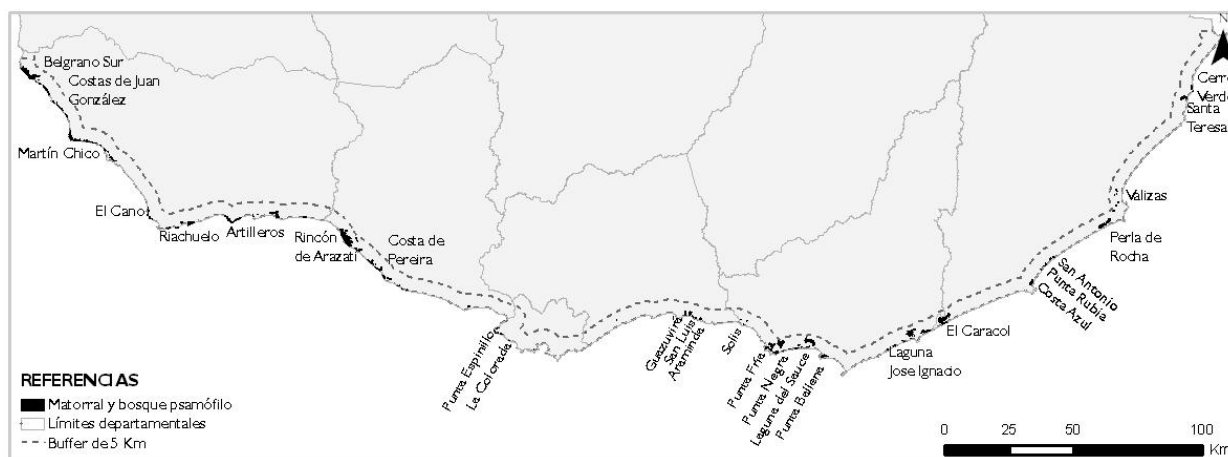 N
Belgrano Sur
Costas de Juan
González
Martín Chico
El Cano
Riachuelo
Artilleros
Rincón
de Arazatí
Costa de
Pereira
Punta Espinillo
La Colorada
Guazuvirá
San Luis
Araminda
Solís
Punta Fría
Punta Negra
Laguna del Sauce
Punta Ballena
Laguna
Jose Ignacio
El Caracol
San Antonio
Punta Rubia
Costa Azul
Perla de
Rocha
Valizas
Cerro
Verde
Santa
Teresa
REFERENCIAS
Matorral y bosque psamófilo
Límites departamentales
Buffer de 5 Km
0 25 50 100
Km